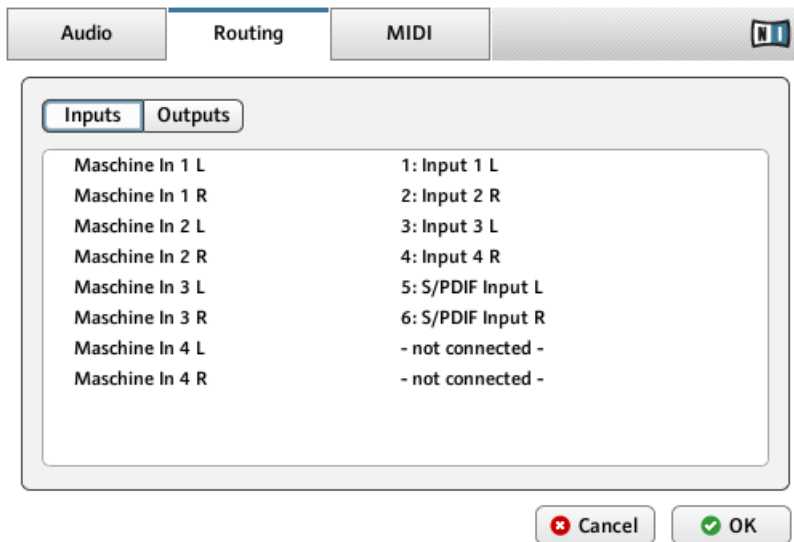 Audio Routing MIDI NI
Inputs Outputs
Maschine In 1 L 1: Input 1 L
Maschine In 1 R 2: Input 2 R
Maschine In 2 L 3: Input 3 L
Maschine In 2 R 4: Input 4 R
Maschine In 3 L 5: S/PDIF Input L
Maschine In 3 R 6: S/PDIF Input R
Maschine In 4 L - not connected -
Maschine In 4 R - not connected -
Cancel OK